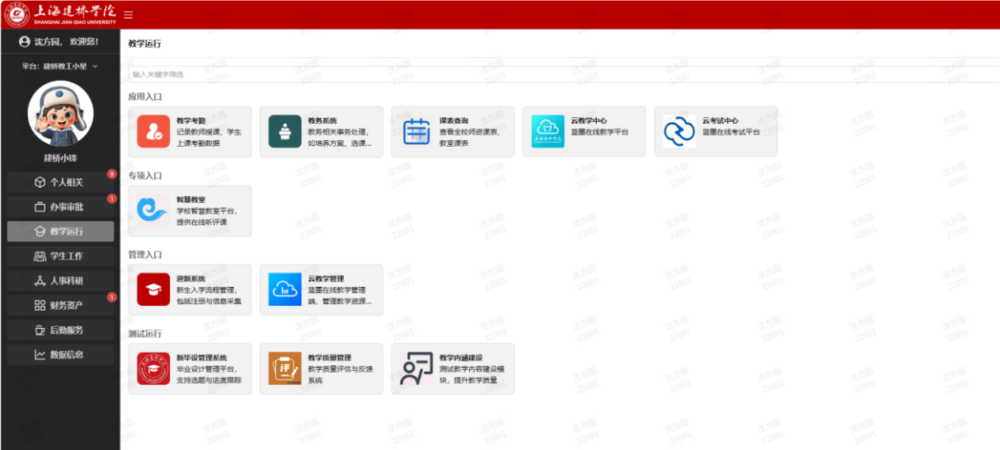 上海建桥学院
SHANGHAI JIAN QIAO UNIVERSITY
沈方园, 欢迎您!
平台: 建桥教工小星
建桥小锋
个人相关
9
办事审批
1
教学运行
学生工作
人事科研
财务资产
1
后勤服务
数据信息
教学运行
输入关键字筛选
应用入口
教学考勤
记录教师授课、学生
上课考勤数据
教务系统
教务相关事务处理,
如培养方案、选课...
课表查询
查看全校师资课表、
教室课表
上海建桥学院
云教学中心
蓝墨在线教学平台
云考试中心
蓝墨在线考试平台
专项入口
智慧教室
学校智慧教室平台,
提供在线听评课
管理入口
迎新系统
新生入学流程管理,
包括注册与信息采集
云教学管理
蓝墨在线教学管理
端, 管理教学资源...
测试运行
新毕设管理系统
毕业设计管理平台,
支持选题与进度跟踪
评
教学质量管理
教学质量评估与反馈
系统
教学内涵建设
测试教学内容建设模
块, 提升教学质量
沈方园
22001